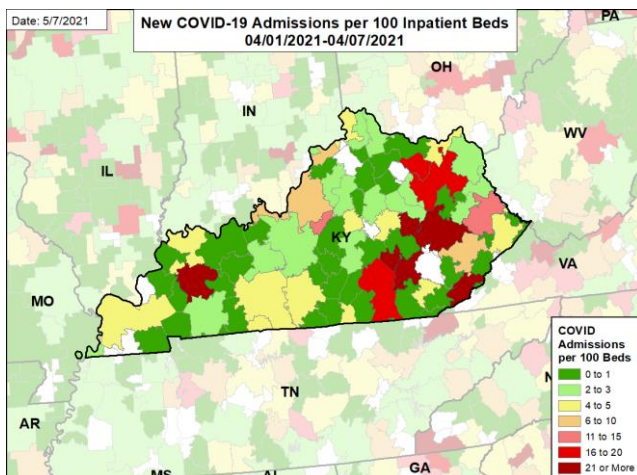 Date: 5/7/2021
New COVID-19 Admissions per 100 Inpatient Beds
04/01/2021-04/07/2021
PA
OH
IN
WV
IL
KY
VA
MO
TN
AR
MS
GA
COVID
Admissions
per 100 Beds
0 to 1
2 to 3
4 to 5
6 to 10
11 to 15
16 to 20
21 or More